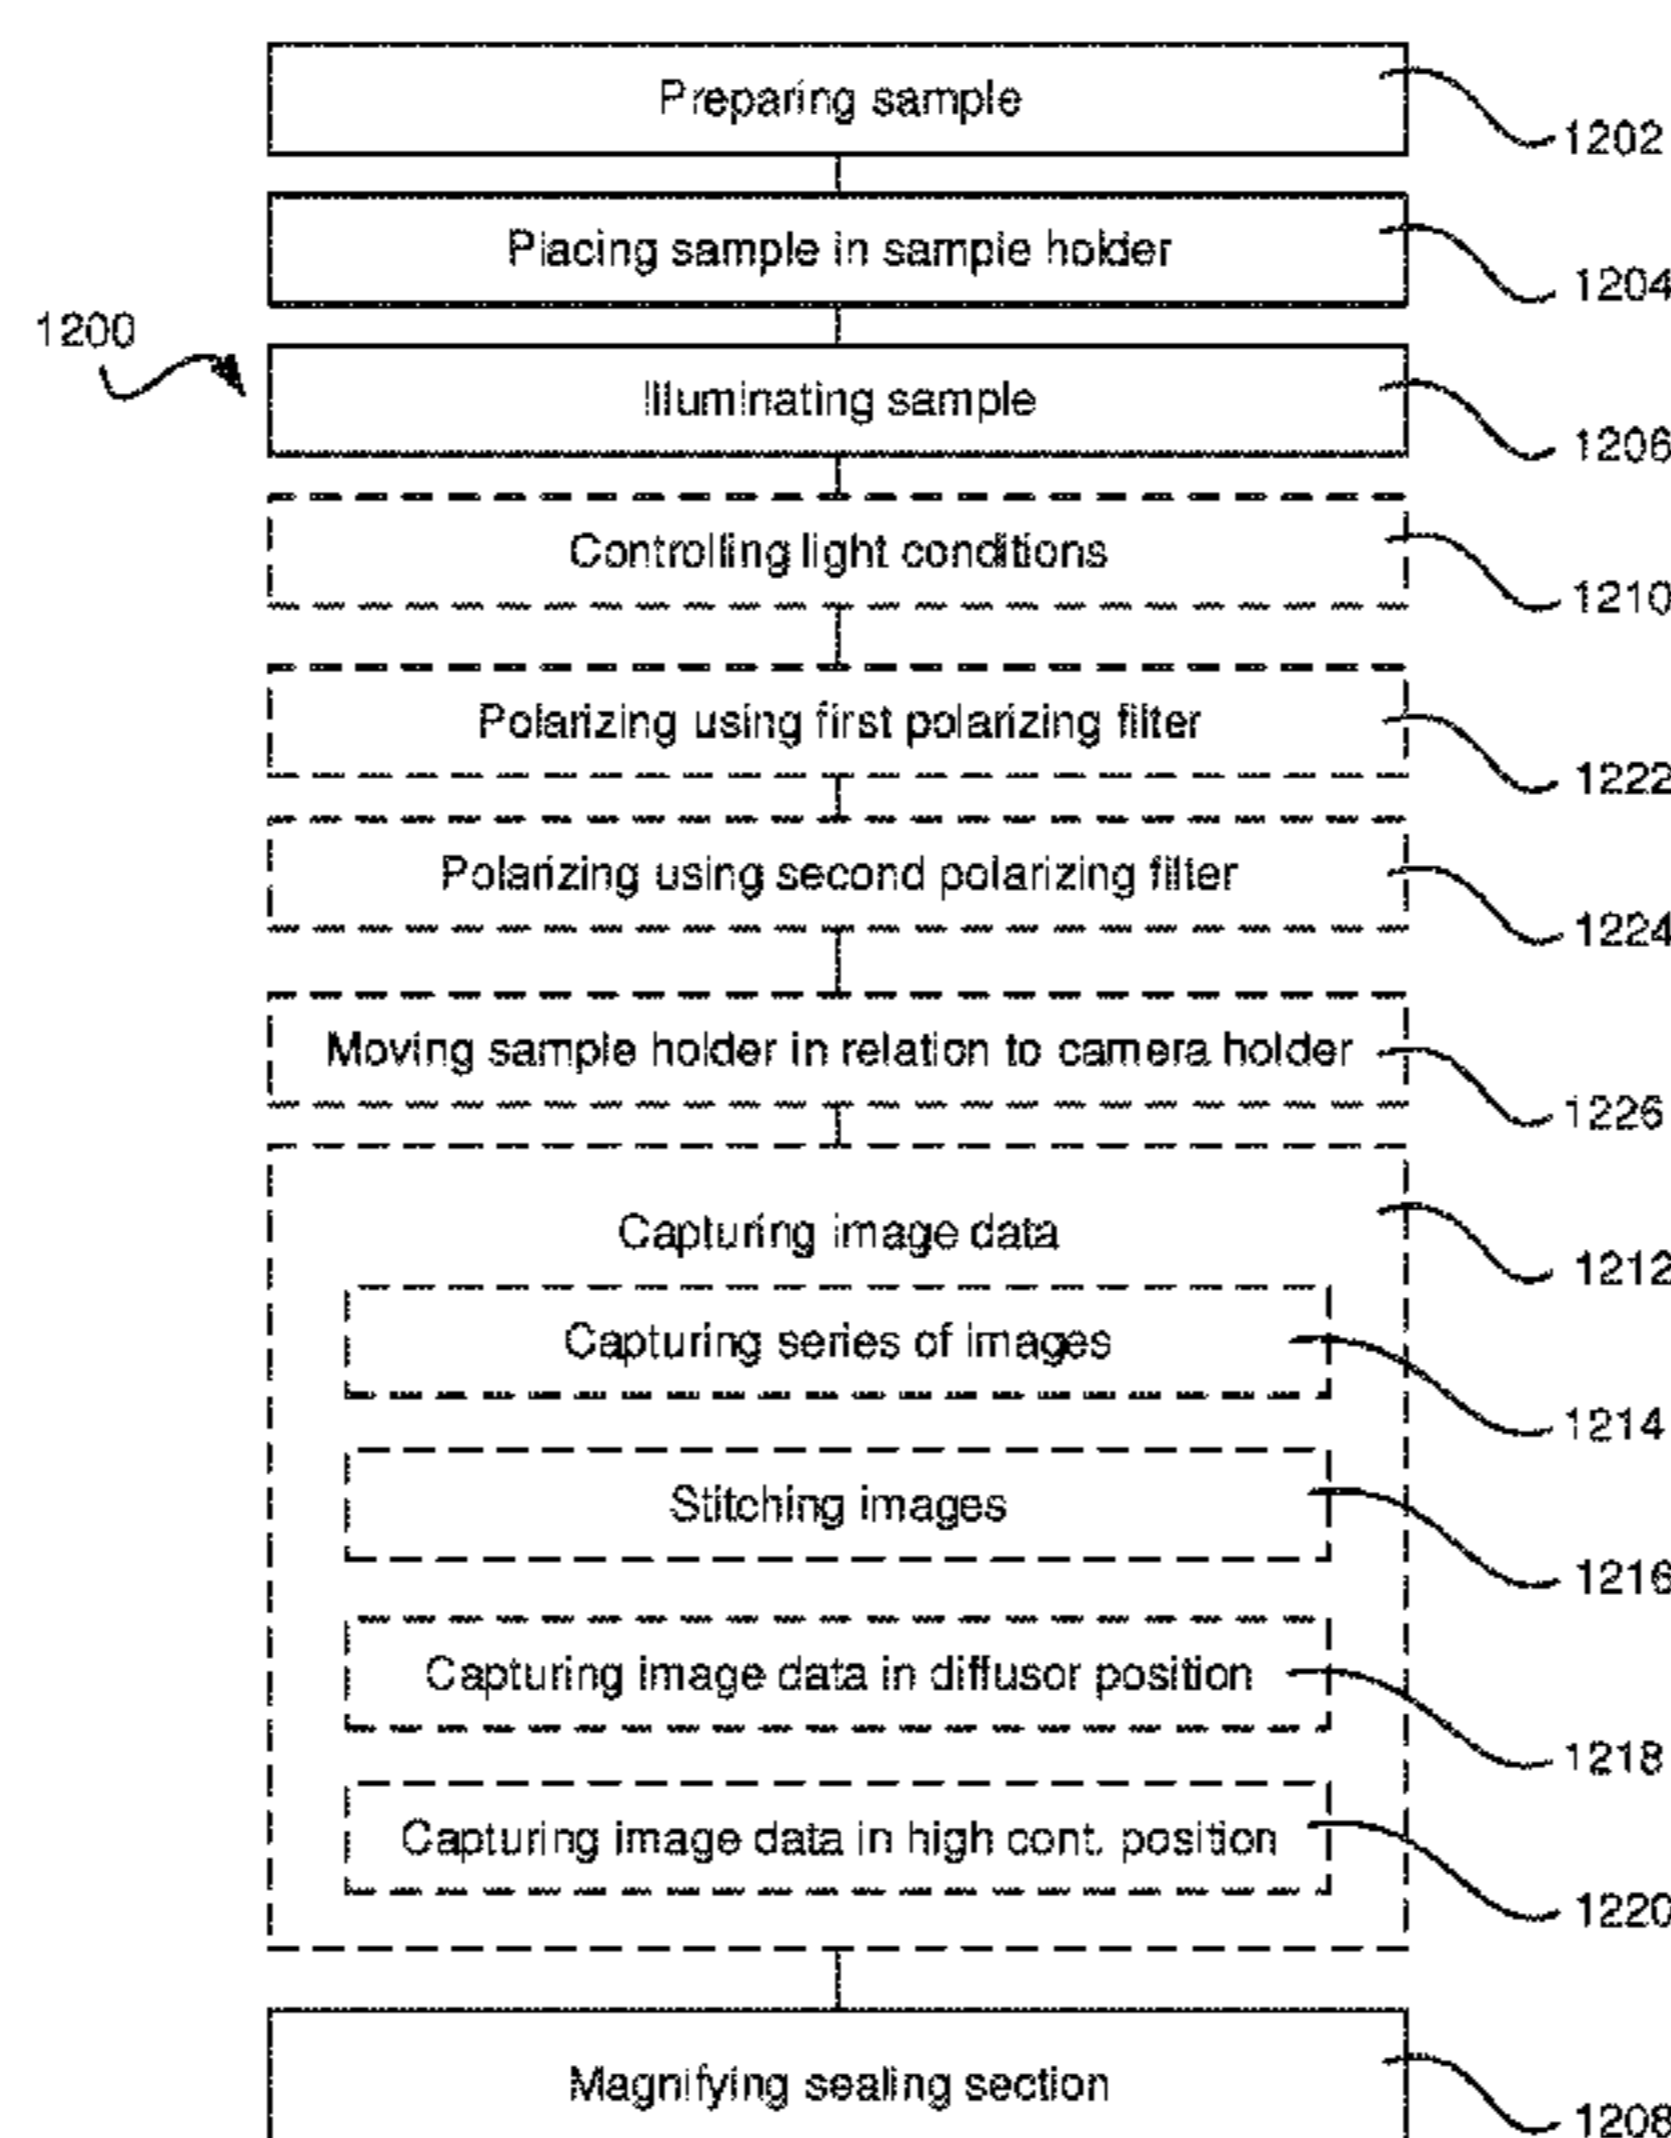 Preparing sample
1202
Placing sample in sample holder
1204
1200
Illuminating sample
1206
Controlling light conditions
1210
Polarizing using first polarizing filter
1222
Polarizing using second polarizing filter
1224
Moving sample holder in relation to camera holder
1226
Capturing image data
1212
Capturing series of images
1214
Stitching images
1216
Capturing image data in diffusor position
1218
Capturing image data in high cont. position
1220
Magnifying sealing section
1208